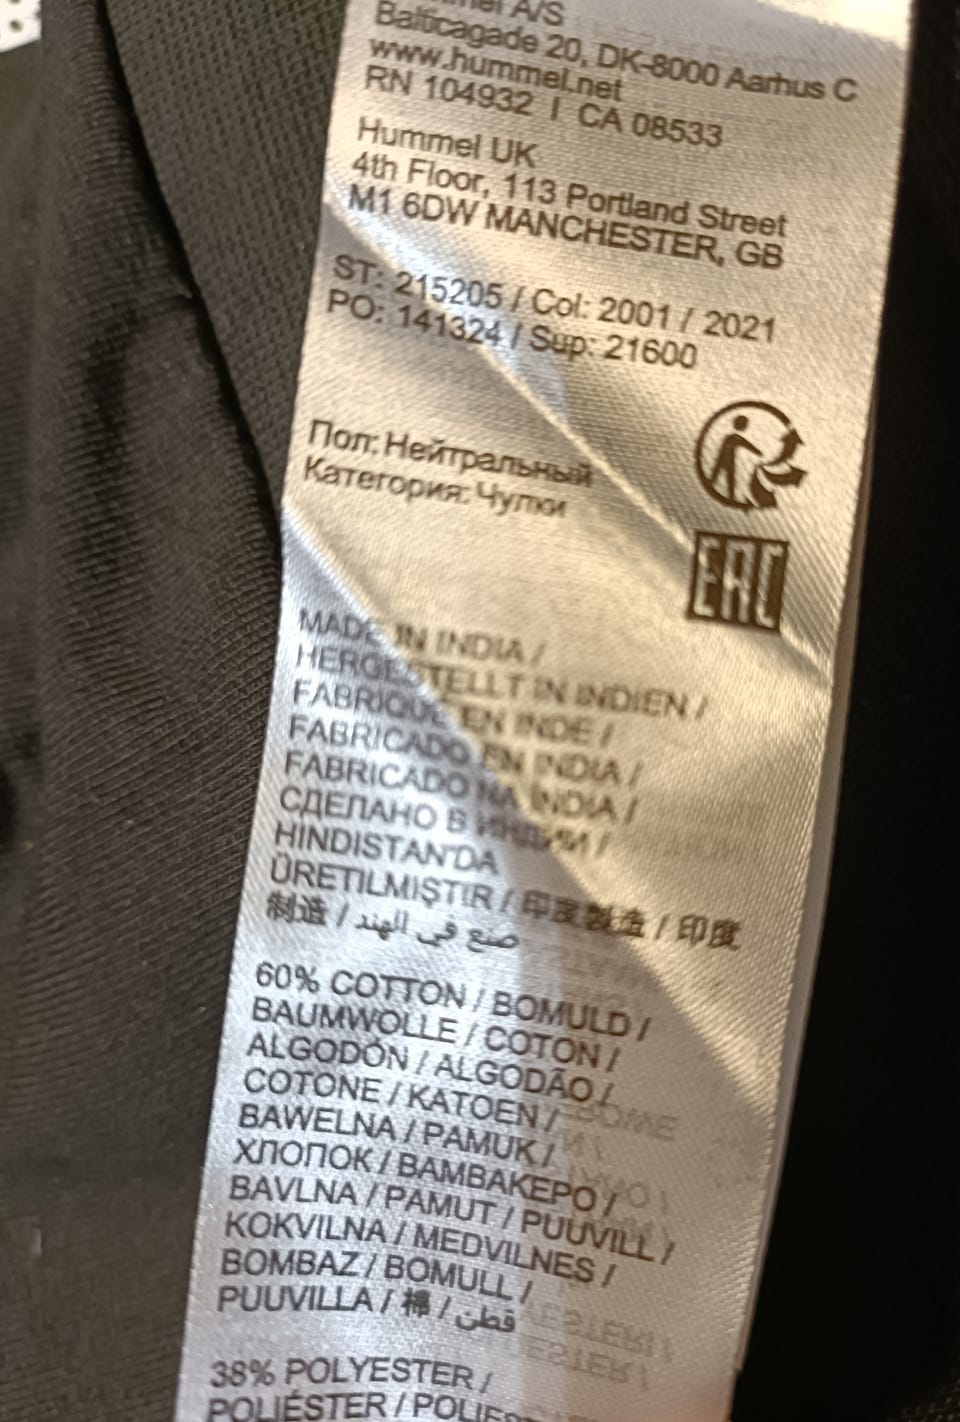 A/S
Balticagade 20, DK-8000 Aarhus C
www.hummel.net
RN 104932 | CA 08533
Hummel UK
4th Floor, 113 Portland Street
M1 6DW MANCHESTER, GB
ST: 215205 / Col: 2001 / 2021
PO: 141324 / Sup: 21600
Пол: Нейтральный
Категория: Чулки
EAC
MADE IN INDIA /
HERGESTELLT IN INDIEN /
FABRIQUE EN INDE /
FABRICADO EN INDIA /
FABRICADO NA INDIA /
СДЕЛАНО В ИНДИИ /
HINDISTAN'DA
ÜRETILMIŞTIR / 印度製造 / 印度
制造 / صنع في الهند
60% COTTON / BOMULD /
BAUMWOLLE / COTON /
ALGODÓN / ALGODÃO /
COTONE / KATOEN /
BAWELNA / PAMUK /
ХЛОПОК / ΒΑΜΒΑΚΕΡΟ /
BAVLNA / PAMUT / PUUVILL /
KOKVILNA / MEDVILNES /
BOMBAZ / BOMULL /
PUUVILLA / 棉 / قطن
38% POLYESTER /
POLIÉSTER /